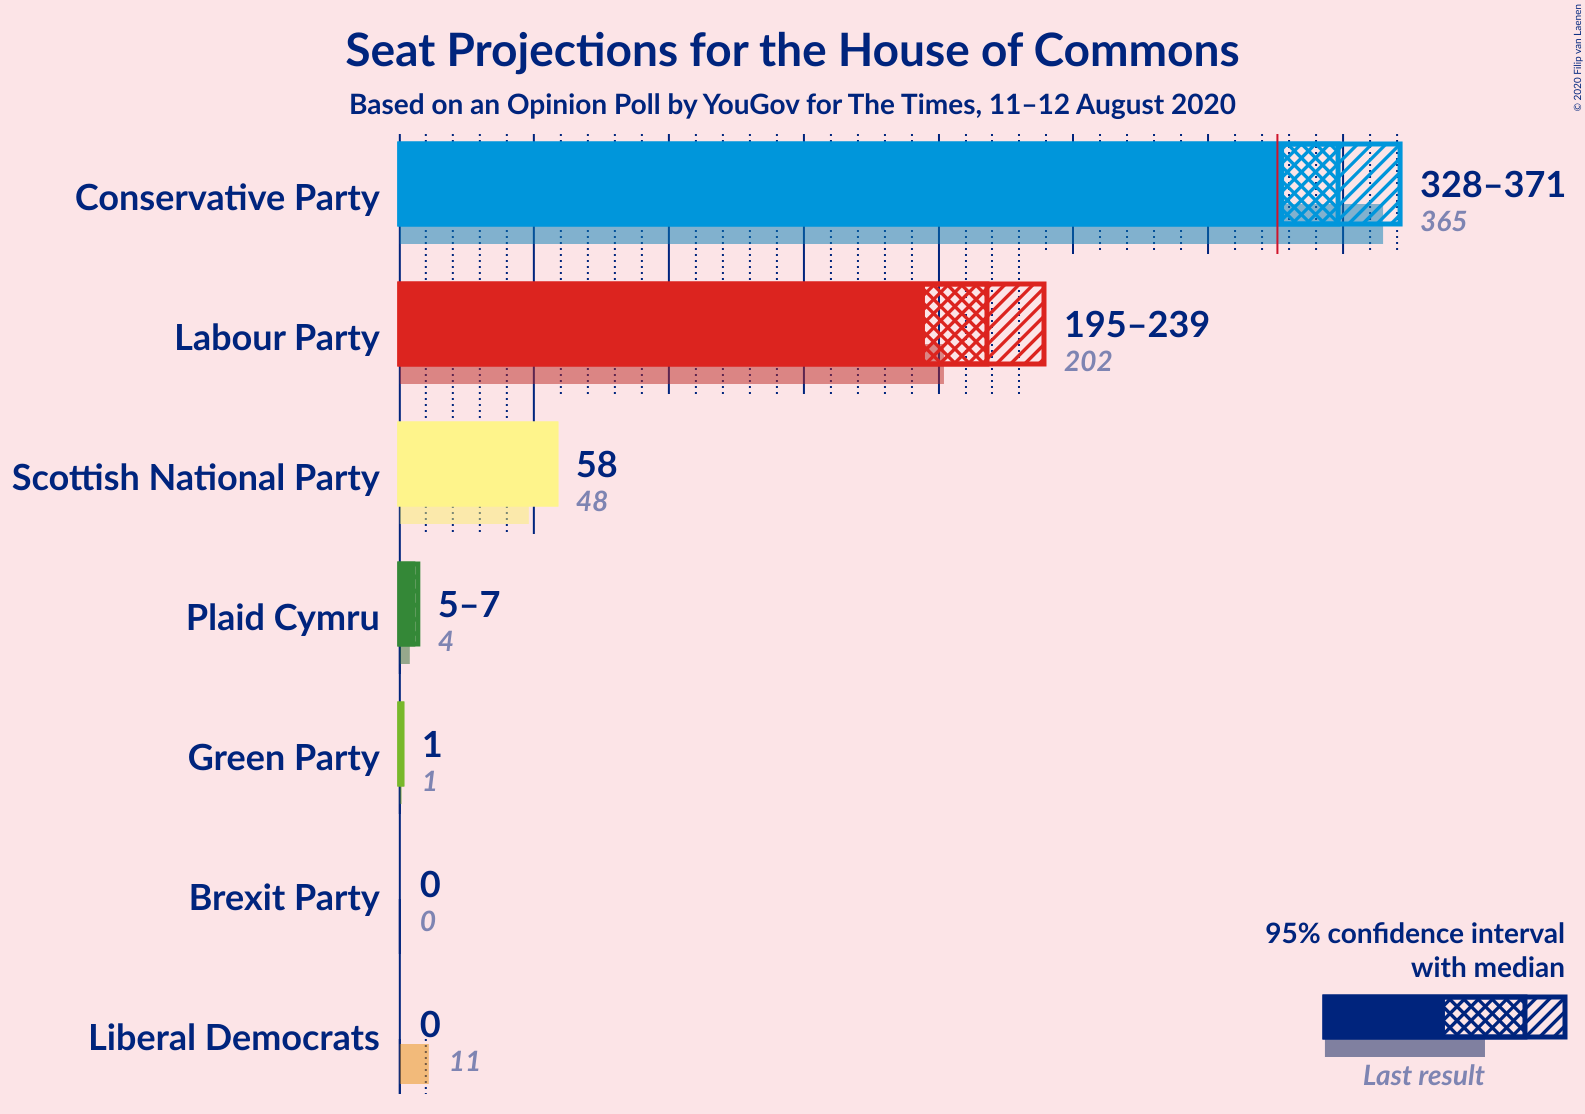 Seat Projections for the House of Commons
Based on an Opinion Poll by YouGov for The Times, 11–12 August 2020
© 2020 Filip van Laenen
Conservative Party
328–371
365
Labour Party
195–239
202
Scottish National Party
58
48
Plaid Cymru
5–7
4
Green Party
1
1
Brexit Party
0
0
Liberal Democrats
0
11
95% confidence interval
with median
Last result